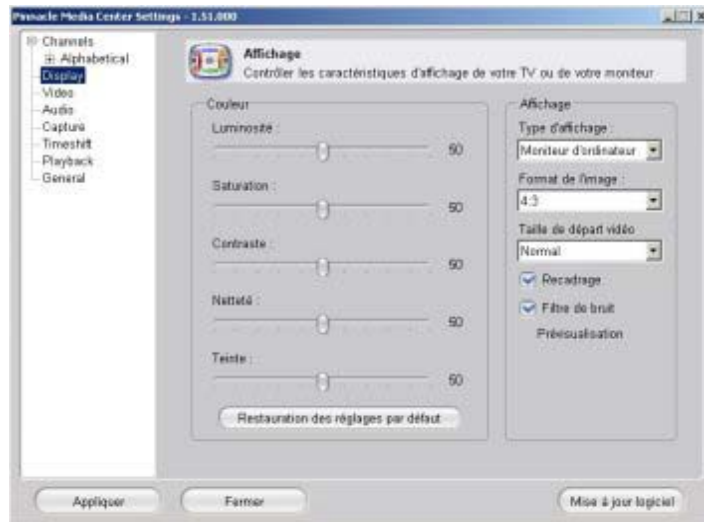 Pinnacle Media Center Settings - 1.51.000
Channels
Alphabetical
Display
Video
Audio
Capture
Timeshift
Playback
General
Affichage
Contrôler les caractéristiques d'affichage de votre TV ou de votre moniteur
Couleur
Luminosité :
50
Saturation :
50
Contraste :
50
Netteté :
50
Teinte :
50
Restauration des réglages par défaut
Affichage
Type d'affichage :
Moniteur d'ordinateur
Format de l'image :
4:3
Taille de départ vidéo
Normal
Recadrage
Filtre de bruit
Prévisualisation
Appliquer
Fermer
Mise à jour logiciel